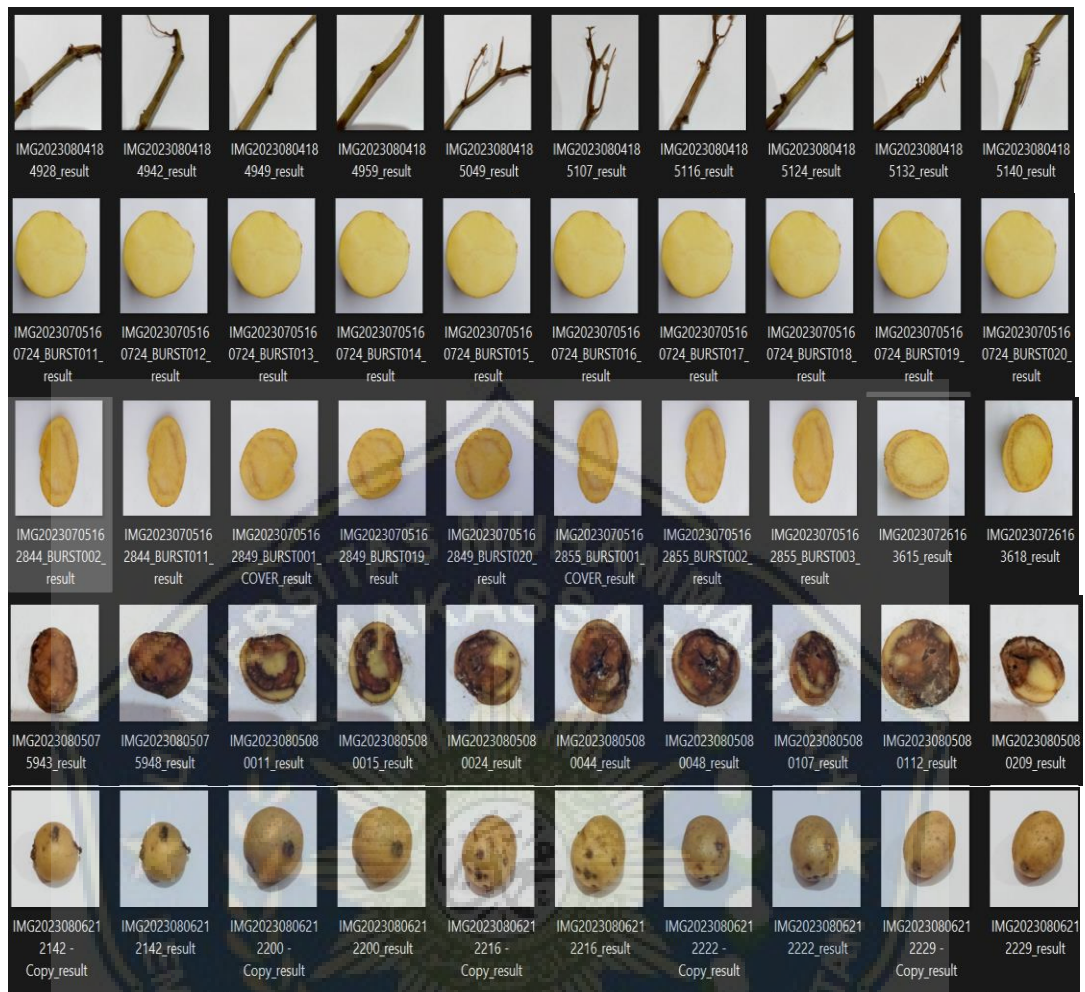 IMG2023080418 IMG2023080418 IMG2023080418 IMG2023080418 IMG2023080418 IMG2023080418 IMG2023080418 IMG2023080418 IMG2023080418 IMG2023080418
4928_result 4942_result 4949_result 4959_result 5049_result 5107_result 5116_result 5124_result 5132_result 5140_result
IMG2023070516 IMG2023070516 IMG2023070516 IMG2023070516 IMG2023070516 IMG2023070516 IMG2023070516 IMG2023070516 IMG2023070516 IMG2023070516
0724_BURST011_ 0724_BURST012_ 0724_BURST013_ 0724_BURST014_ 0724_BURST015_ 0724_BURST016_ 0724_BURST017_ 0724_BURST018_ 0724_BURST019_ 0724_BURST020_
result result result result result result result result result result
IMG2023070516 IMG2023070516 IMG2023070516 IMG2023070516 IMG2023070516 IMG2023070516 IMG2023070516 IMG2023070516 IMG2023072616 IMG2023072616
2844_BURST002_ 2844_BURST011_ 2849_BURST001_ 2849_BURST019_ 2849_BURST020_ 2855_BURST001_ 2855_BURST002_ 2855_BURST003_ 3615_result 3618_result
result result COVER_result result result COVER_result result result
UNIVERSITAS MUHAMMAD
MAKASSA
IMG2023080507 IMG2023080507 IMG2023080508 IMG2023080508 IMG2023080508 IMG2023080508 IMG2023080508 IMG2023080508 IMG2023080508 IMG2023080508
5943_result 5948_result 0011_result 0015_result 0024_result 0044_result 0048_result 0107_result 0112_result 0209_result
IMG2023080621 IMG2023080621 IMG2023080621 IMG2023080621 IMG2023080621 IMG2023080621 IMG2023080621 IMG2023080621 IMG2023080621 IMG2023080621
2142 - 2142_result 2200 - 2200_result 2216 - 2216_result 2222 - 2222_result 2229 - 2229_result
Copy_result Copy_result Copy_result Copy_result Copy_result